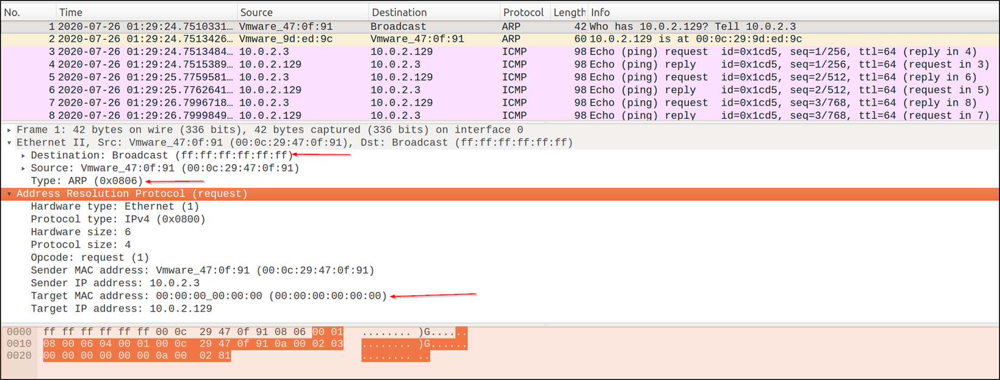 No. Time Source Destination Protocol Length Info
1 2020-07-26 01:29:24.7510331… Vmware_47:0f:91 Broadcast ARP 42 Who has 10.0.2.129? Tell 10.0.2.3
2 2020-07-26 01:29:24.7513426… Vmware_9d:ed:9c Vmware_47:0f:91 ARP 60 10.0.2.129 is at 00:0c:29:9d:ed:9c
3 2020-07-26 01:29:24.7513484… 10.0.2.3 10.0.2.129 ICMP 98 Echo (ping) request id=0x1cd5, seq=1/256, ttl=64 (reply in 4)
4 2020-07-26 01:29:24.7515389… 10.0.2.129 10.0.2.3 ICMP 98 Echo (ping) reply id=0x1cd5, seq=1/256, ttl=64 (request in 3)
5 2020-07-26 01:29:25.7759581… 10.0.2.3 10.0.2.129 ICMP 98 Echo (ping) request id=0x1cd5, seq=2/512, ttl=64 (reply in 6)
6 2020-07-26 01:29:25.7762641… 10.0.2.129 10.0.2.3 ICMP 98 Echo (ping) reply id=0x1cd5, seq=2/512, ttl=64 (request in 5)
7 2020-07-26 01:29:26.7996718… 10.0.2.3 10.0.2.129 ICMP 98 Echo (ping) request id=0x1cd5, seq=3/768, ttl=64 (reply in 8)
8 2020-07-26 01:29:26.7999849… 10.0.2.129 10.0.2.3 ICMP 98 Echo (ping) reply id=0x1cd5, seq=3/768, ttl=64 (request in 7)
Frame 1: 42 bytes on wire (336 bits), 42 bytes captured (336 bits) on interface 0
Ethernet II, Src: Vmware_47:0f:91 (00:0c:29:47:0f:91), Dst: Broadcast (ff:ff:ff:ff:ff:ff)
Destination: Broadcast (ff:ff:ff:ff:ff:ff)
Source: Vmware_47:0f:91 (00:0c:29:47:0f:91)
Type: ARP (0x0806)
Address Resolution Protocol (request)
Hardware type: Ethernet (1)
Protocol type: IPv4 (0x0800)
Hardware size: 6
Protocol size: 4
Opcode: request (1)
Sender MAC address: Vmware_47:0f:91 (00:0c:29:47:0f:91)
Sender IP address: 10.0.2.3
Target MAC address: 00:00:00_00:00:00 (00:00:00:00:00:00)
Target IP address: 10.0.2.129
0000 ff ff ff ff ff ff 00 0c 29 47 0f 91 08 06 00 01 ........ )G......
0010 08 00 06 04 00 01 00 0c 29 47 0f 91 0a 00 02 03 ........ )G......
0020 00 00 00 00 00 00 0a 00 02 81 ........ ..